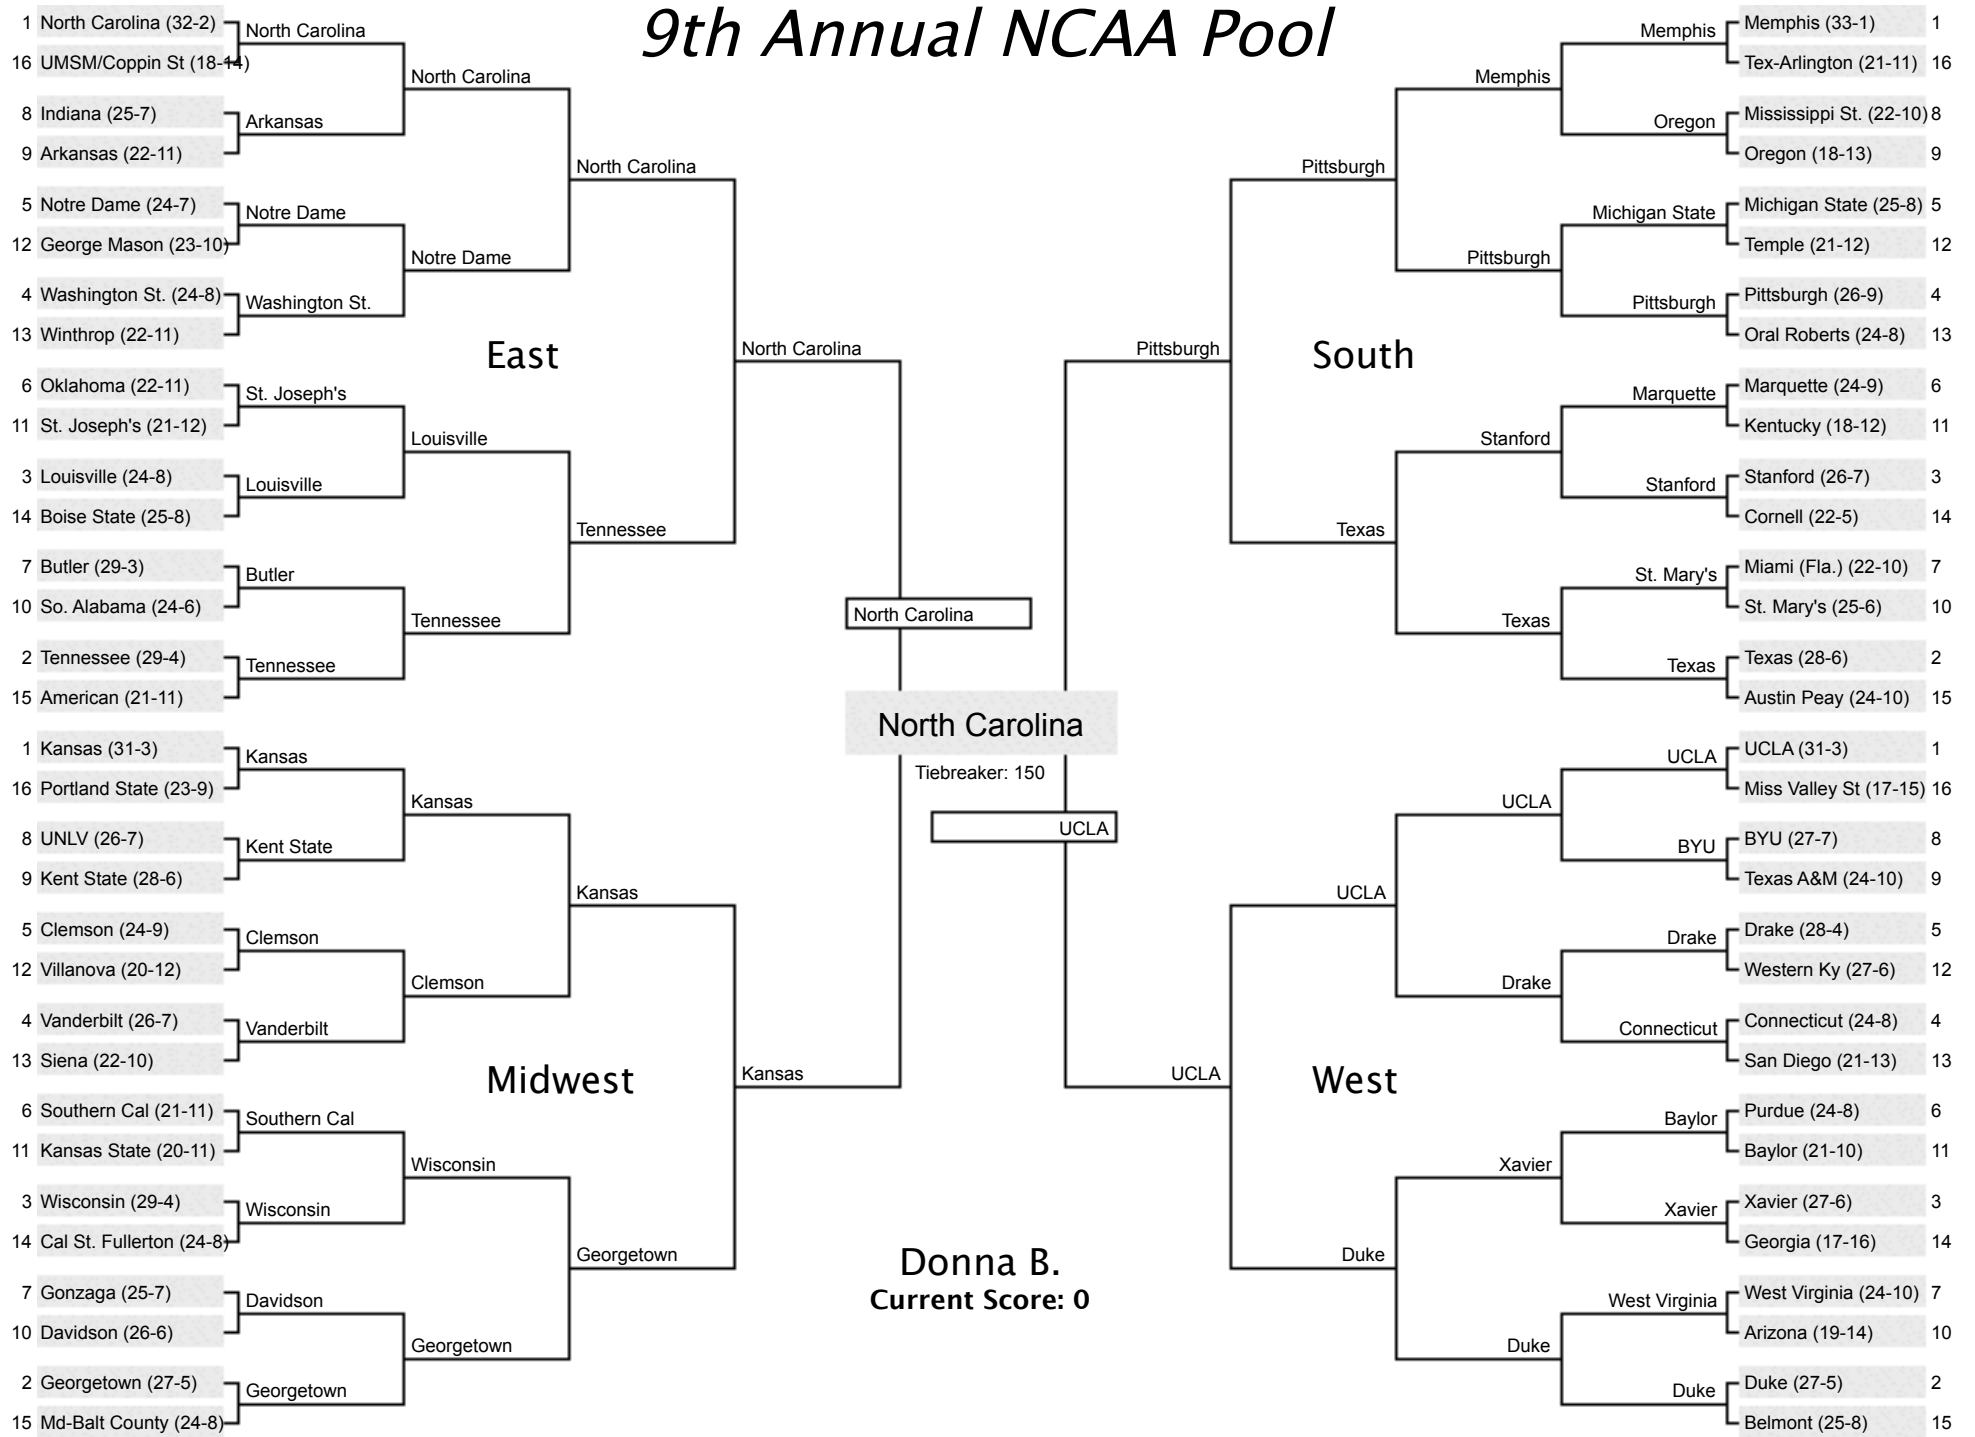 9th Annual NCAA Pool
1 North Carolina (32-2)
16 UMSM/Coppin St (18-14)
8 Indiana (25-7)
9 Arkansas (22-11)
5 Notre Dame (24-7)
12 George Mason (23-10)
4 Washington St. (24-8)
13 Winthrop (22-11)
6 Oklahoma (22-11)
11 St. Joseph's (21-12)
3 Louisville (24-8)
14 Boise State (25-8)
7 Butler (29-3)
10 So. Alabama (24-6)
2 Tennessee (29-4)
15 American (21-11)
North Carolina
Arkansas
Notre Dame
Washington St.
St. Joseph's
Louisville
Butler
Tennessee
North Carolina
Notre Dame
Louisville
Tennessee
North Carolina
Tennessee
East
North Carolina
1 Kansas (31-3)
16 Portland State (23-9)
8 UNLV (26-7)
9 Kent State (28-6)
5 Clemson (24-9)
12 Villanova (20-12)
4 Vanderbilt (26-7)
13 Siena (22-10)
6 Southern Cal (21-11)
11 Kansas State (20-11)
3 Wisconsin (29-4)
14 Cal St. Fullerton (24-8)
7 Gonzaga (25-7)
10 Davidson (26-6)
2 Georgetown (27-5)
15 Md-Balt County (24-8)
Kansas
Kent State
Clemson
Vanderbilt
Southern Cal
Wisconsin
Davidson
Georgetown
Kansas
Clemson
Wisconsin
Georgetown
Kansas
Georgetown
Midwest
Kansas
North Carolina
North Carolina
Tiebreaker: 150
UCLA
Donna B.
Current Score: 0
Pittsburgh
South
Pittsburgh
Texas
Memphis
Pittsburgh
Stanford
Texas
Memphis
Oregon
Michigan State
Pittsburgh
Marquette
Stanford
St. Mary's
Texas
Memphis (33-1) 1
Tex-Arlington (21-11) 16
Mississippi St. (22-10) 8
Oregon (18-13) 9
Michigan State (25-8) 5
Temple (21-12) 12
Pittsburgh (26-9) 4
Oral Roberts (24-8) 13
Marquette (24-9) 6
Kentucky (18-12) 11
Stanford (26-7) 3
Cornell (22-5) 14
Miami (Fla.) (22-10) 7
St. Mary's (25-6) 10
Texas (28-6) 2
Austin Peay (24-10) 15
UCLA
West
UCLA
Duke
UCLA
Drake
Xavier
Duke
UCLA
BYU
Drake
Connecticut
Baylor
Xavier
West Virginia
Duke
UCLA (31-3) 1
Miss Valley St (17-15) 16
BYU (27-7) 8
Texas A&M (24-10) 9
Drake (28-4) 5
Western Ky (27-6) 12
Connecticut (24-8) 4
San Diego (21-13) 13
Purdue (24-8) 6
Baylor (21-10) 11
Xavier (27-6) 3
Georgia (17-16) 14
West Virginia (24-10) 7
Arizona (19-14) 10
Duke (27-5) 2
Belmont (25-8) 15